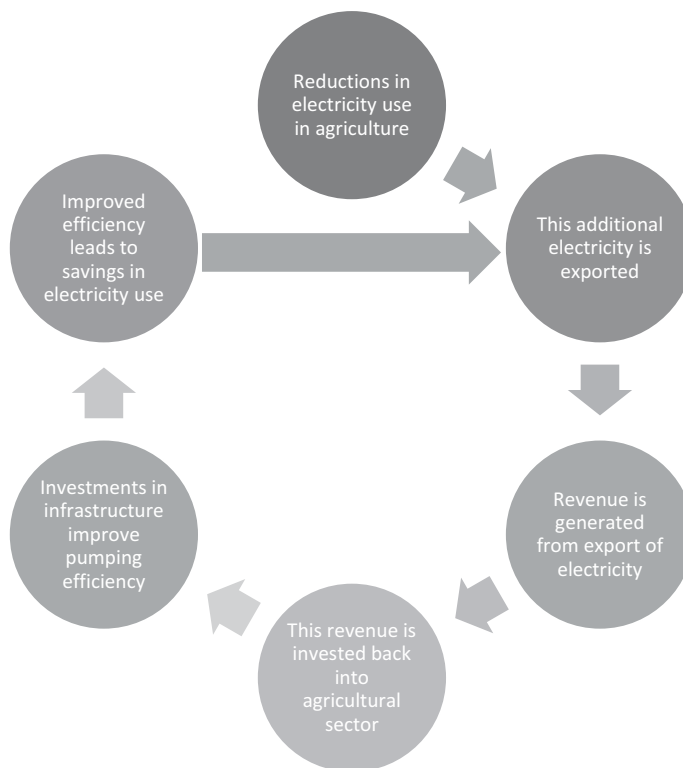 Reductions in
electricity use
in agriculture
This additional
electricity is
exported
Revenue is
generated
from export of
electricity
This revenue is
invested back
into
agricultural
sector
Investments in
infrastructure
improve
pumping
efficiency
Improved
efficiency
leads to
savings in
electricity use